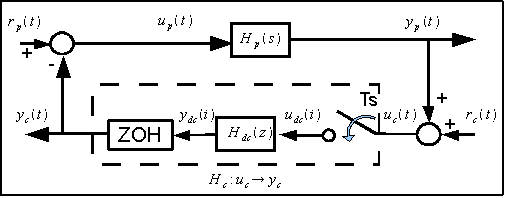 r_p(t)
u_p(t)
H_p(s)
y_p(t)
+
-
y_c(t)
ZOH
y_dc(i)
H_dc(z)
u_dc(i)
Ts
u_c(t)
+
+
r_c(t)
H_c : u_c → y_c